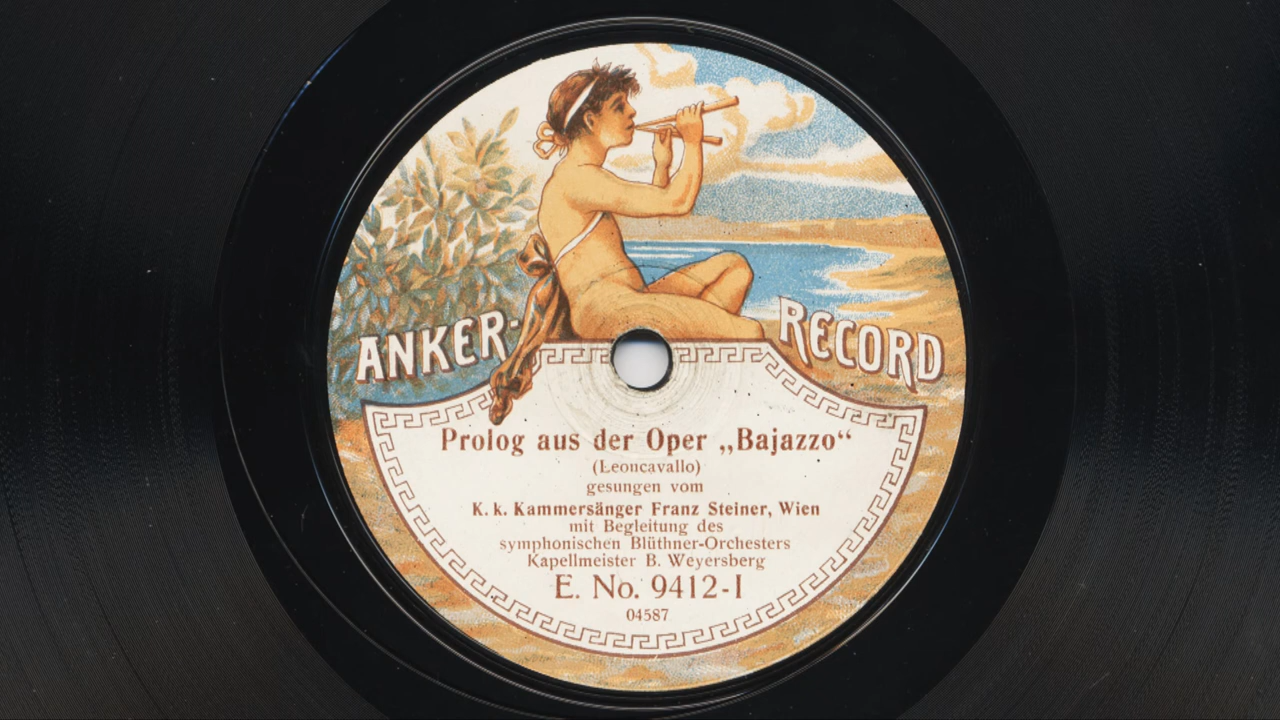 ANKER-RECORD
Prolog aus der Oper „Bajazzo“
(Leoncavallo)
gesungen vom
K. k. Kammersänger Franz Steiner, Wien
mit Begleitung des
symphonischen Blüthner-Orchesters
Kapellmeister B. Weyersberg
E. No. 9412-I
04587